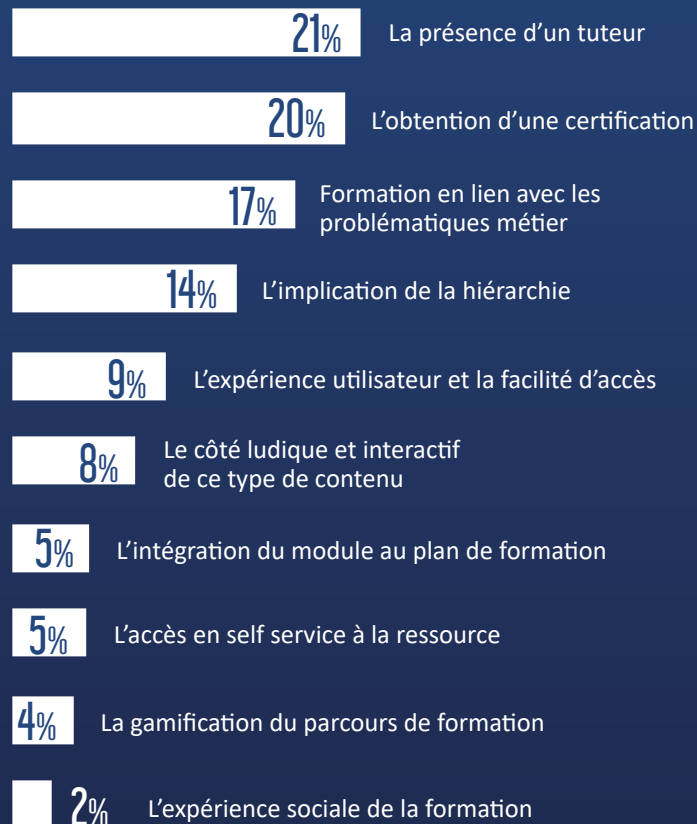 21% La présence d’un tuteur
20% L’obtention d’une certification
17% Formation en lien avec les
problématiques métier
14% L’implication de la hiérarchie
9% L’expérience utilisateur et la facilité d’accès
8% Le côté ludique et interactif
de ce type de contenu
5% L’intégration du module au plan de formation
5% L’accès en self service à la ressource
4% La gamification du parcours de formation
2% L’expérience sociale de la formation